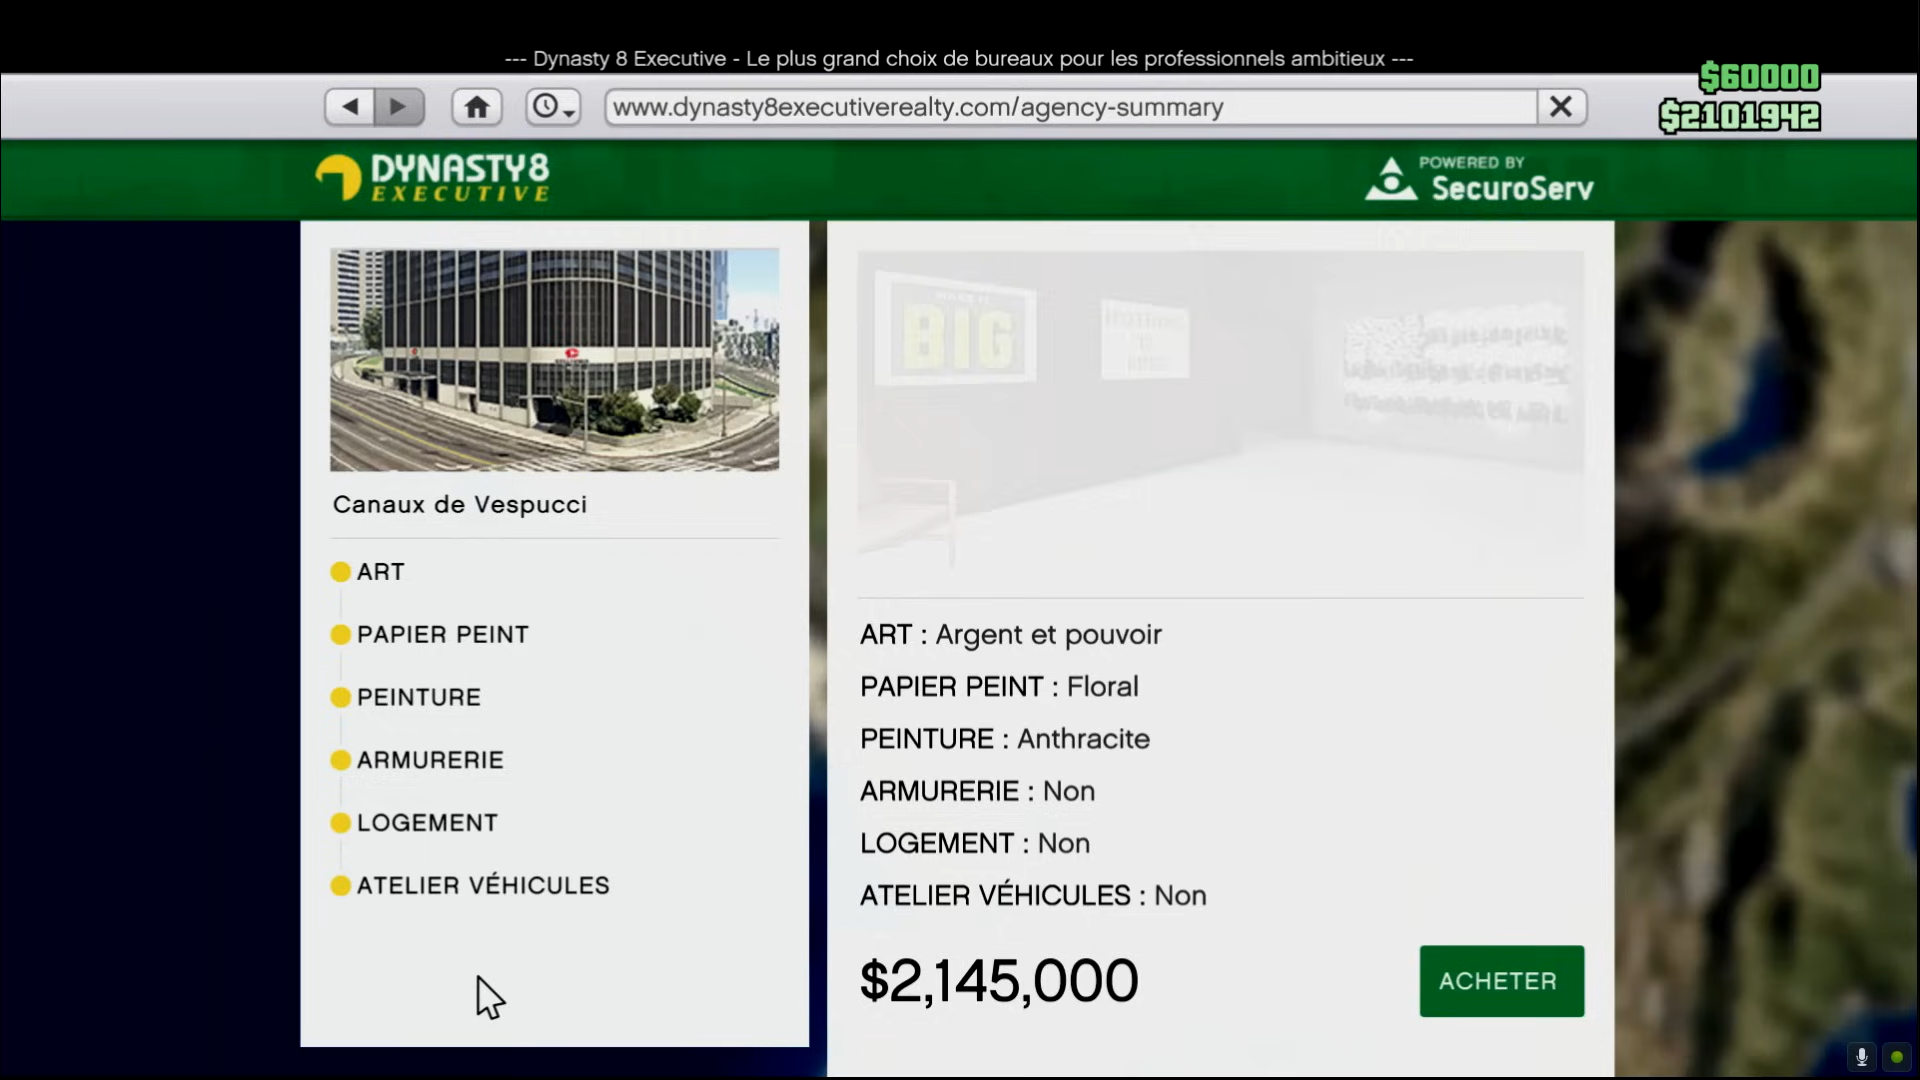 --- Dynasty 8 Executive - Le plus grand choix de bureaux pour les professionnels ambitieux ---
$60000
www.dynasty8executiverealty.com/agency-summary
$2101942
DYNASTY8
EXECUTIVE
POWERED BY
SecuroServ
BIG
Canaux de Vespucci
ART
PAPIER PEINT
PEINTURE
ARMURERIE
LOGEMENT
ATELIER VÉHICULES
ART : Argent et pouvoir
PAPIER PEINT : Floral
PEINTURE : Anthracite
ARMURERIE : Non
LOGEMENT : Non
ATELIER VÉHICULES : Non
$2,145,000
ACHETER